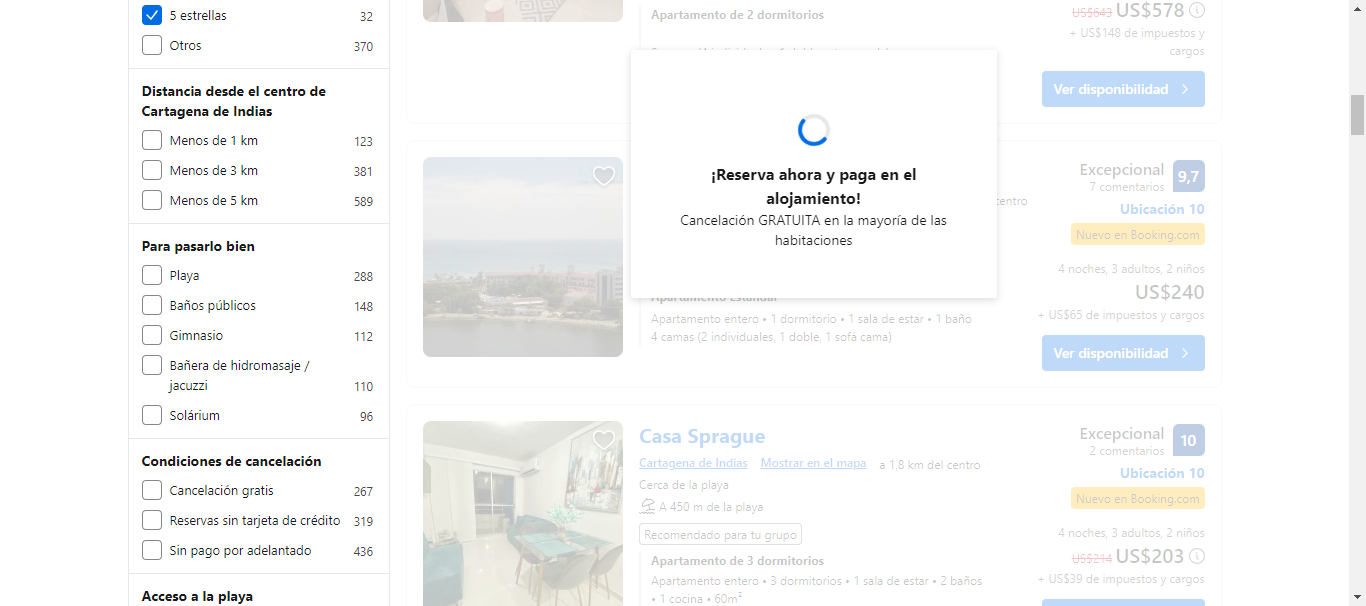 5 estrellas 32
Otros 370
Distancia desde el centro de
Cartagena de Indias
Menos de 1 km 123
Menos de 3 km 381
Menos de 5 km 589
Para pasarlo bien
Playa 288
Baños públicos 148
Gimnasio 112
Bañera de hidromasaje /
jacuzzi 110
Solárium 96
Condiciones de cancelación
Cancelación gratis 267
Reservas sin tarjeta de crédito 319
Sin pago por adelantado 436
Acceso a la playa
Apartamento de 2 dormitorios
US$643 US$578
+ US$148 de impuestos y
cargos
Ver disponibilidad
¡Reserva ahora y paga en el
alojamiento!
Cancelación GRATUITA en la mayoría de las
habitaciones
centro
Excepcional 9,7
7 comentarios
Ubicación 10
Nuevo en Booking.com
Apartamento Estándar
Apartamento entero • 1 dormitorio • 1 sala de estar • 1 baño
4 camas (2 individuales, 1 doble, 1 sofá cama)
4 noches, 3 adultos, 2 niños
US$240
+ US$65 de impuestos y cargos
Ver disponibilidad
Casa Sprague
Cartagena de Indias Mostrar en el mapa a 1,8 km del centro
Cerca de la playa
A 450 m de la playa
Recomendado para tu grupo
Apartamento de 3 dormitorios
Apartamento entero • 3 dormitorios • 1 sala de estar • 2 baños
• 1 cocina • 60m²
Excepcional 10
2 comentarios
Ubicación 10
Nuevo en Booking.com
4 noches, 3 adultos, 2 niños
US$214 US$203
+ US$39 de impuestos y cargos